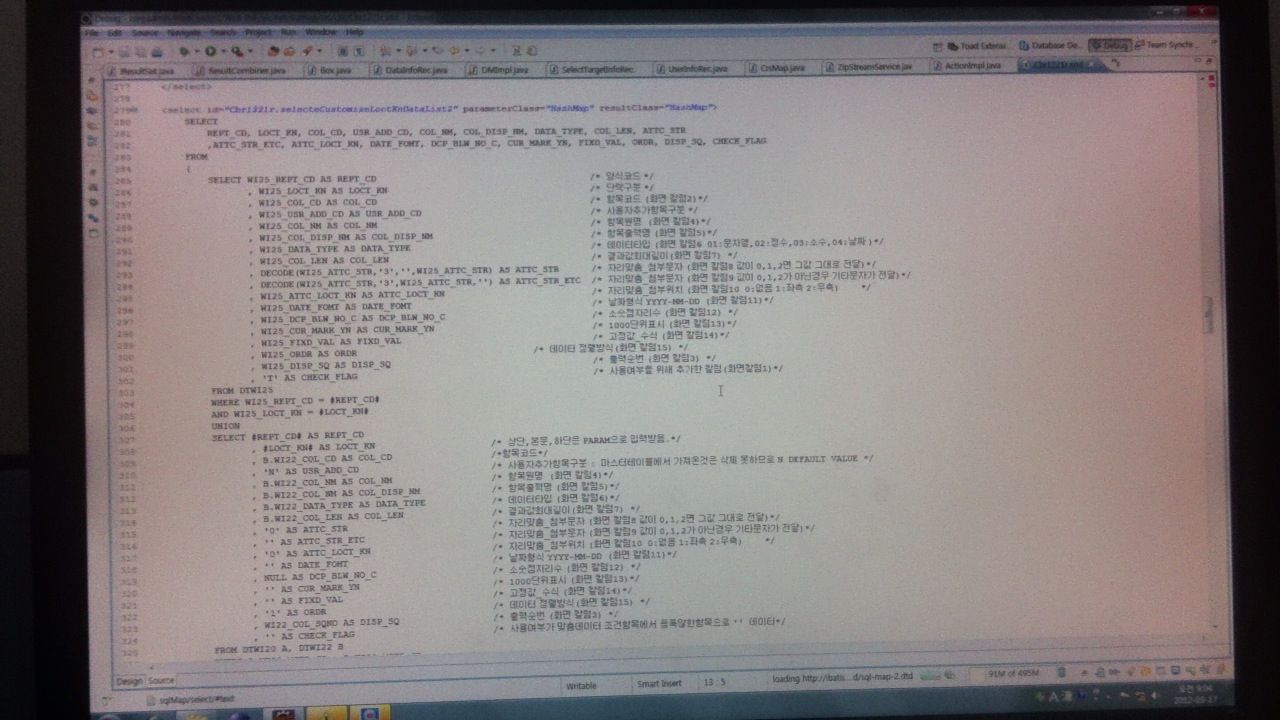 File Edit Source Navigate Search Project Run Window Help
Toad Extensi.. Database De... Debug Team Synchr...
IResultSet.java ResultCombiner.java Box.java DataInfoRec.java DMImpl.java SelectTargetInfoRec. UserInfoRec.java CrsMap.java ZipStreamService.jav ActionImpl.java Cbr1221r.xml
277 </select>
278
279 <select id="Cbr1221r.selecteCustomizeLoctKnDataList2" parameterClass="HashMap" resultClass="HashMap">
280 SELECT
281 REPT_CD, LOCT_KN, COL_CD, USR_ADD_CD, COL_NM, COL_DISP_NM, DATA_TYPE, COL_LEN, ATTC_STR
282 ,ATTC_STR_ETC, ATTC_LOCT_KN, DATE_FOMT, DCP_BLW_NO_C, CUR_MARK_YN, FIXD_VAL, ORDR, DISP_SQ, CHECK_FLAG
283 FROM
284 (
285 SELECT WI25_REPT_CD AS REPT_CD /* 양식코드 */
286 , WI25_LOCT_KN AS LOCT_KN /* 단락구분 */
287 , WI25_COL_CD AS COL_CD /* 항목코드 (화면 칼럼2) */
288 , WI25_USR_ADD_CD AS USR_ADD_CD /* 사용자추가항목구분 */
289 , WI25_COL_NM AS COL_NM /* 항목원명 (화면 칼럼4)*/
290 , WI25_COL_DISP_NM AS COL_DISP_NM /* 항목출력명 (화면 칼럼5)*/
291 , WI25_DATA_TYPE AS DATA_TYPE /* 데이터타입 (화면 칼럼6 01:문자열,02:정수,03:소수,04:날짜 )*/
292 , WI25_COL_LEN AS COL_LEN /* 결과값최대길이(화면 칼럼7) */
293 , DECODE(WI25_ATTC_STR,'3','',WI25_ATTC_STR) AS ATTC_STR /* 자리맞춤_첨부문자 (화면 칼럼8 값이 0,1,2면 그값 그대로 전달)*/
294 , DECODE(WI25_ATTC_STR,'3',WI25_ATTC_STR,'') AS ATTC_STR_ETC /* 자리맞춤_첨부문자 (화면 칼럼9 값이 0,1,2가 아닌경우 기타문자가 전달)*/
295 , WI25_ATTC_LOCT_KN AS ATTC_LOCT_KN /* 자리맞춤_첨부위치 (화면 칼럼10 0:없음 1:좌측 2:우측) */
296 , WI25_DATE_FOMT AS DATE_FOMT /* 날짜형식 YYYY-MM-DD (화면 칼럼11)*/
297 , WI25_DCP_BLW_NO_C AS DCP_BLW_NO_C /* 소숫점자리수 (화면 칼럼12) */
298 , WI25_CUR_MARK_YN AS CUR_MARK_YN /* 1000단위표시 (화면 칼럼13)*/
299 , WI25_FIXD_VAL AS FIXD_VAL /* 고정값_수식 (화면 칼럼14)*/
300 , WI25_ORDR AS ORDR /* 데이터 정렬방식(화면 칼럼15) */
301 , WI25_DISP_SQ AS DISP_SQ /* 출력순번 (화면 칼럼3) */
302 , 'T' AS CHECK_FLAG /* 사용여부를 위해 추가한 칼럼(화면칼럼1)*/
303 FROM DTWI25
304 WHERE WI25_REPT_CD = #REPT_CD#
305 AND WI25_LOCT_KN = #LOCT_KN#
306 UNION
307 SELECT #REPT_CD# AS REPT_CD
308 , #LOCT_KN# AS LOCT_KN /* 상단,본문,하단은 PARAM으로 입력받음.*/
309 , B.WI22_COL_CD AS COL_CD /*항목코드*/
310 , 'N' AS USR_ADD_CD /* 사용자추가항목구분 : 마스터테이블에서 가져온것은 삭제 못하므로 N DEFAULT VALUE */
311 , B.WI22_COL_NM AS COL_NM /* 항목원명 (화면 칼럼4)*/
312 , B.WI22_COL_NM AS COL_DISP_NM /* 항목출력명 (화면 칼럼5)*/
313 , B.WI22_DATA_TYPE AS DATA_TYPE /* 데이터타입 (화면 칼럼6)*/
314 , B.WI22_COL_LEN AS COL_LEN /* 결과값최대길이(화면 칼럼7) */
315 , '0' AS ATTC_STR /* 자리맞춤_첨부문자 (화면 칼럼8 값이 0,1,2면 그값 그대로 전달)*/
316 , '' AS ATTC_STR_ETC /* 자리맞춤_첨부문자 (화면 칼럼9 값이 0,1,2가 아닌경우 기타문자가 전달)*/
317 , '0' AS ATTC_LOCT_KN /* 자리맞춤_첨부위치 (화면 칼럼10 0:없음 1:좌측 2:우측) */
318 , '' AS DATE_FOMT /* 날짜형식 YYYY-MM-DD (화면 칼럼11)*/
319 , NULL AS DCP_BLW_NO_C /* 소숫점자리수 (화면 칼럼12) */
320 , '' AS CUR_MARK_YN /* 1000단위표시 (화면 칼럼13)*/
321 , '' AS FIXD_VAL /* 고정값_수식 (화면 칼럼14)*/
322 , '1' AS ORDR /* 데이터 정렬방식(화면 칼럼15) */
323 , WI22_COL_SQNO AS DISP_SQ /* 출력순번 (화면 칼럼3) */
324 , '' AS CHECK_FLAG /* 사용여부가 맞춤데이터 조건항목에서 등록않한항목으로 '' 데이터*/
325 FROM DTWI20 A, DTWI22 B
Design Source
sqlMap/select/#text Writable Smart Insert 13 : 5 loading http://ibatis...d/sql-map-2.dtd 91M of 495M
오전 9:04
2012-09-17